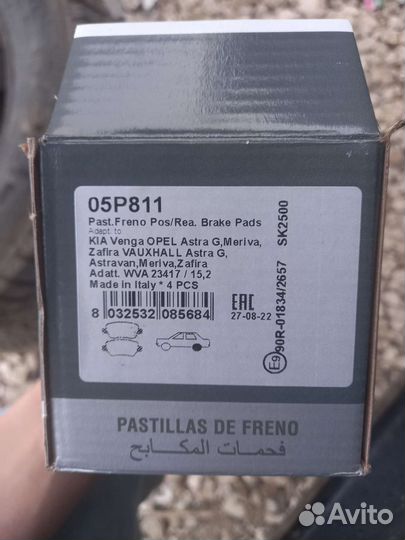 05P811
Past.Freno Pos/Rea. Brake Pads
Adapt. to
KIA Venga OPEL Astra G,Meriva,
Zafira VAUXHALL Astra G,
Astravan,Meriva,Zafira
Adatt. WVA 23417 / 15,2
Made in Italy * 4 PCS
8 032532 085684
EAC
27-08-22
E9 90R-01834/2657
SK2500
PASTILLAS DE FRENO
فحمات المكابح
Avito